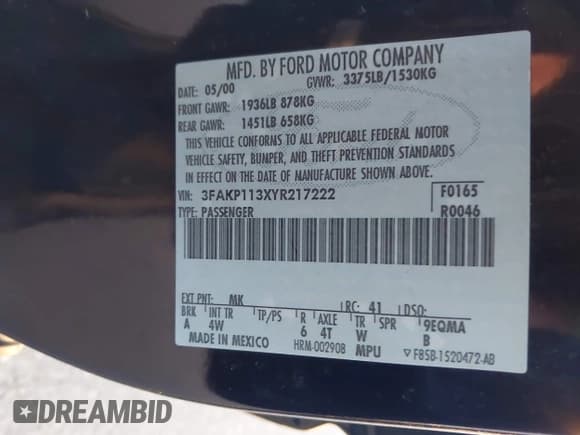 MFD. BY FORD MOTOR COMPANY
DATE: 05/00 GVWR: 3375LB/1530KG
FRONT GAWR: 1936LB 878KG
REAR GAWR: 1451LB 658KG
THIS VEHICLE CONFORMS TO ALL APPLICABLE FEDERAL MOTOR
VEHICLE SAFETY, BUMPER, AND THEFT PREVENTION STANDARDS
IN EFFECT ON THE DATE OF MANUFACTURE SHOWN ABOVE.
VIN: 3FAKP113XYR217222 F0165
TYPE: PASSENGER R0046
EXT PNT: MK RC: 41 DSO:
BRK INT TR TP/PS R AXLE TR SPR 9EQMA
A 4W 6 4T W B
MADE IN MEXICO HRM-002908 MPU F85B-1520472-AB
DREAMBID